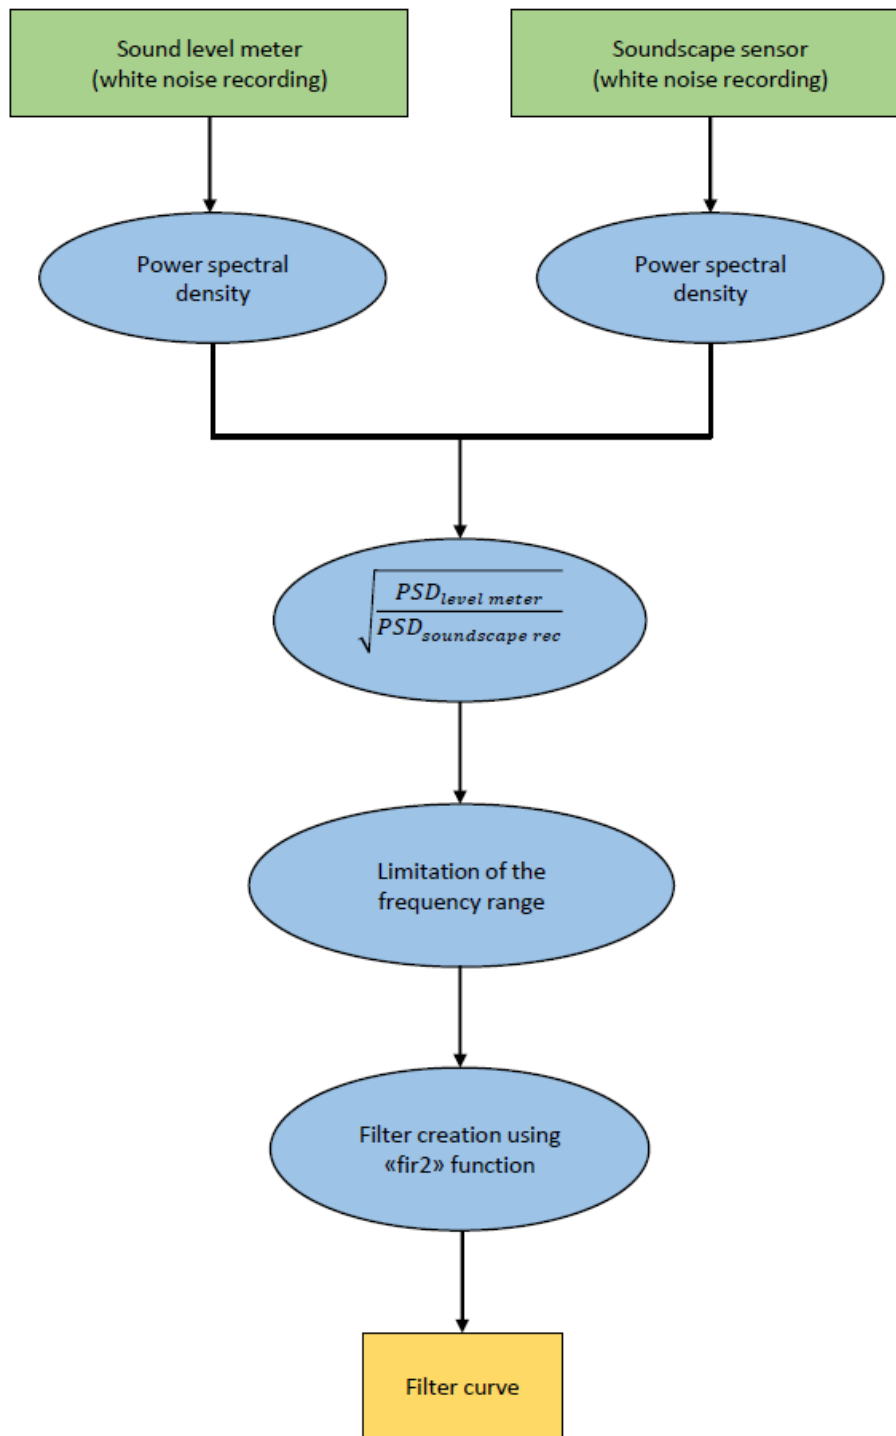 Sound level meter
(white noise recording)
Soundscape sensor
(white noise recording)
Power spectral
density
Power spectral
density
√
PSD_level meter
PSD_soundscape rec
Limitation of the
frequency range
Filter creation using
«fir2» function
Filter curve